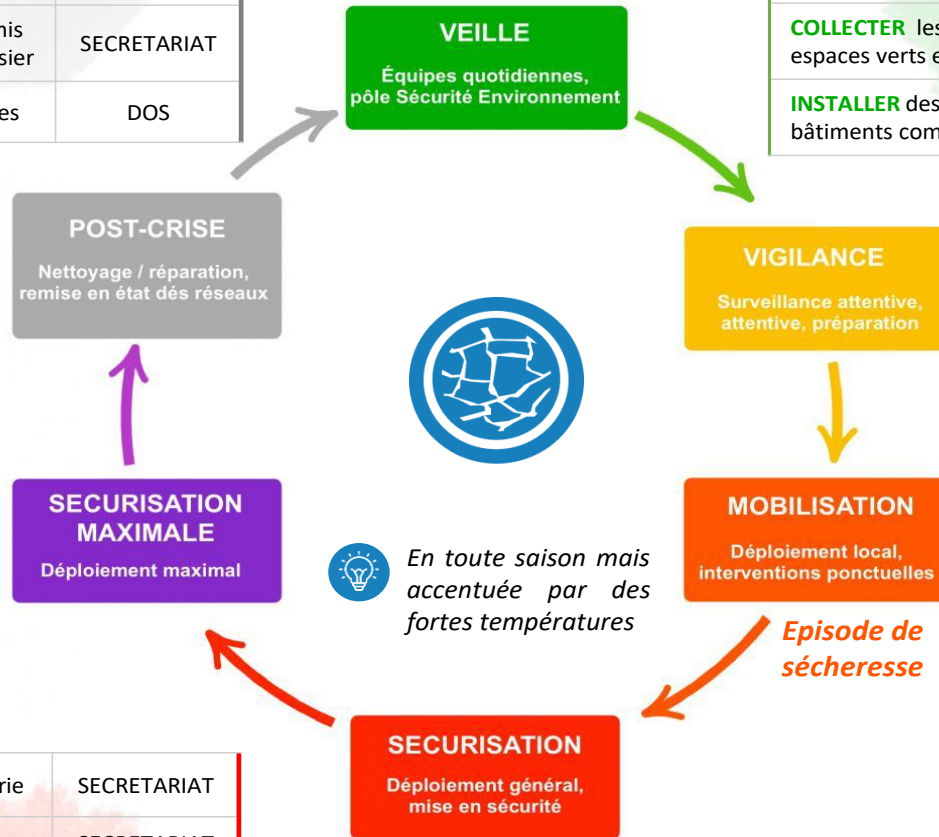 nis
sier
SECRETARIAT
es
DOS
VEILLE
Équipes quotidiennes,
pôle Sécurité Environnement
COLLECTER les
espaces verts e
INSTALLER des
bâtiments com
POST-CRISE
Nettoyage / réparation,
remise en état dés réseaux
VIGILANCE
Surveillance attentive,
attentive, préparation
SECURISATION
MAXIMALE
Déploiement maximal
MOBILISATION
Déploiement local,
interventions ponctuelles
En toute saison mais
accentuée par des
fortes températures
Episode de
sécheresse
SECURISATION
Déploiement général,
mise en sécurité
rie
SECRETARIAT
SECRETARIAT